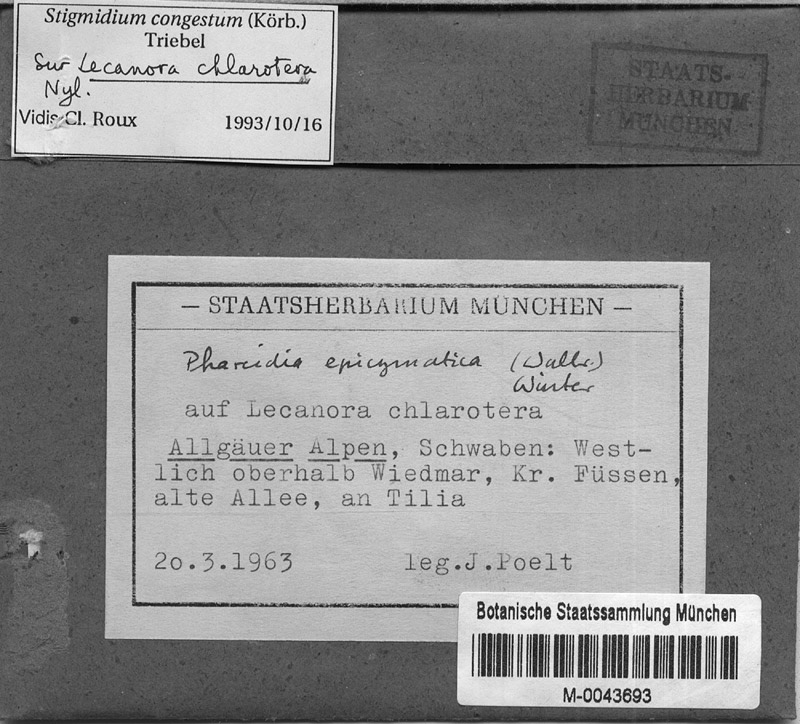 Stigmidium congestum (Körb.)
Triebel
Sur Lecanora chlarotera
Nyl.
Vidit Cl. Roux 1993/10/16
STAATS-
HERBARIUM
MÜNCHEN
— STAATSHERBARIUM MÜNCHEN —
Pharcidia epicymatica (Wallr.)
Winter
auf Lecanora chlarotera
Allgäuer Alpen, Schwaben: West-
lich oberhalb Wiedmar, Kr. Füssen,
alte Allee, an Tilia
2o.3.1963 leg.J.Poelt
Botanische Staatssammlung München
M-0043693